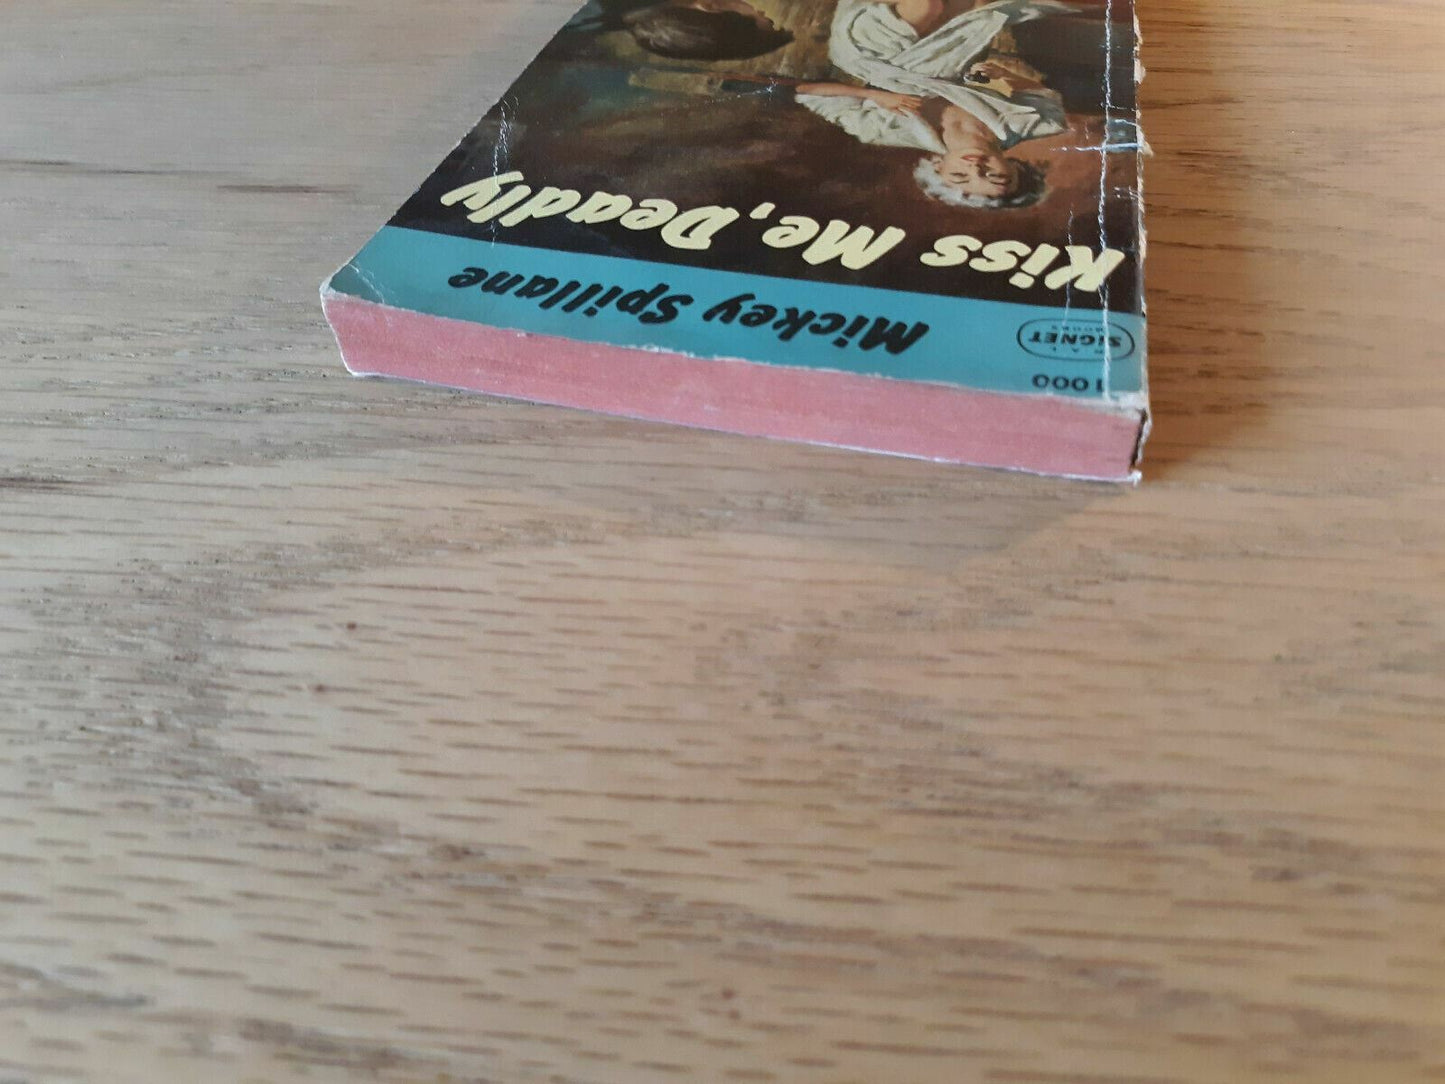 1000
SIGNET
BOOKS
Mickey Spillane
Kiss Me, Deadly